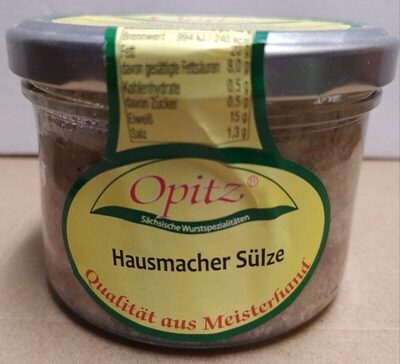 Brennwert 994 kJ / 240 kcal
Fett
davon gesättigte Fettsäuren 8,0 g
Kohlenhydrate 0,5 g
davon Zucker 0,5 g
Eiweiß 15 g
Salz 1,3 g
Opitz®
Sächsische Wurstspezialitäten
Hausmacher Sülze
Qualität aus Meisterhand